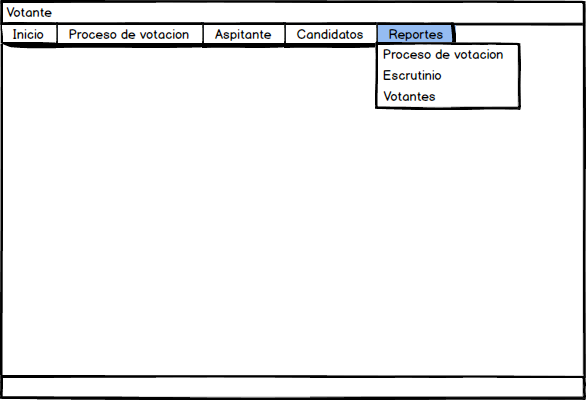 Votante
Inicio Proceso de votacion Aspitante Candidatos Reportes
Proceso de votacion
Escrutinio
Votantes